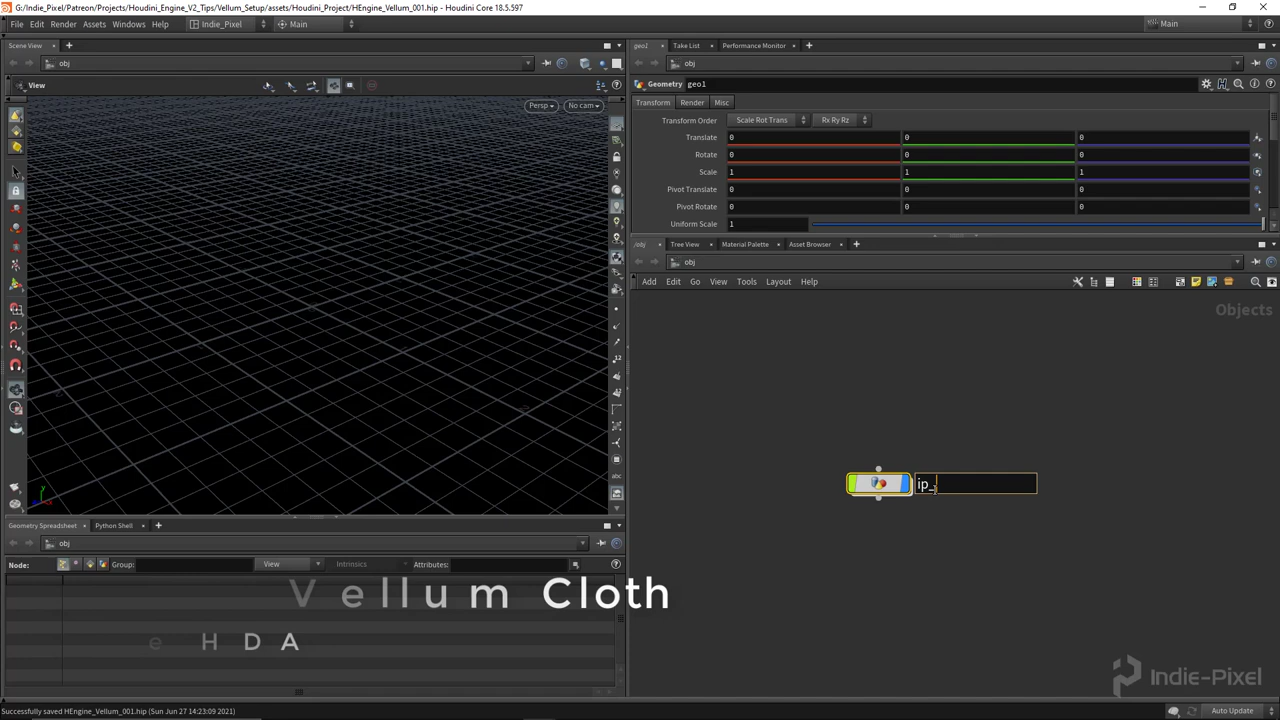 G:/Indie_Pixel/Patreon/Projects/Houdini_Engine_V2_Tips/Vellum_Setup/assets/Houdini_Project/HEngine_Vellum_001.hip - Houdini Core 18.5.597
File Edit Render Assets Windows Help Indie_Pixel Main Main
Scene View geo1 Take List Performance Monitor
obj obj
View Geometry geo1
Persp No cam Transform Render Misc
Transform Order Scale Rot Trans Rx Ry Rz
Translate 0 0 0
Rotate 0 0 0
Scale 1 1 1
Pivot Translate 0 0 0
Pivot Rotate 0 0 0
Uniform Scale 1
/obj Tree View Material Palette Asset Browser
obj
Add Edit Go View Tools Layout Help
Objects
ip_
Geometry Spreadsheet Python Shell
obj
Node: Group: View Intrinsics Attributes:
Vellum Cloth
e HDA
Indie-Pixel
Successfully saved HEngine_Vellum_001.hip (Sun Jun 27 14:23:09 2021) Auto Update